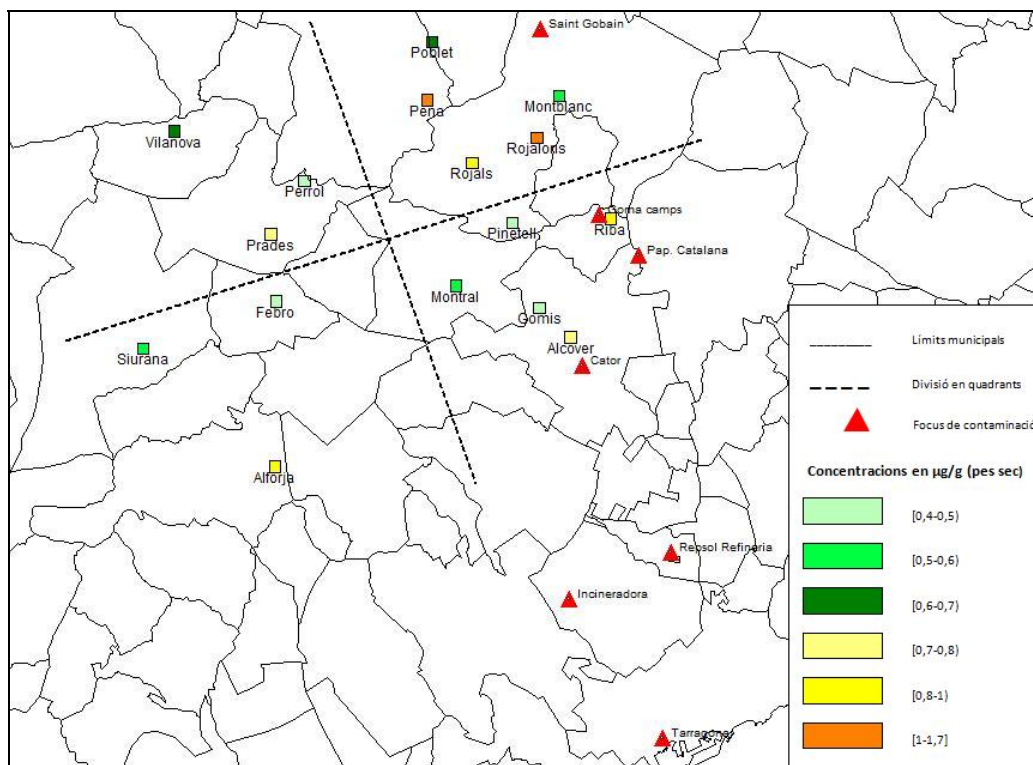 Saint Gobain
Poblet
Pena
Montblanc
Vilanova
Rojalons
Rojals
Perrol
Goma camps
Riba
Pinetell
Prades
Pap. Catalana
Montral
Febro
Gomis
Alcover
Siurana
Cator
Alforja
Repsol Refineria
Incineradora
Tarragona
Límits municipals
Divisió en quadrants
Focus de contaminació
Concentracions en µg/g (pes sec)
[0,4-0,5)
[0,5-0,6)
[0,6-0,7)
[0,7-0,8)
[0,8-1)
[1-1,7]